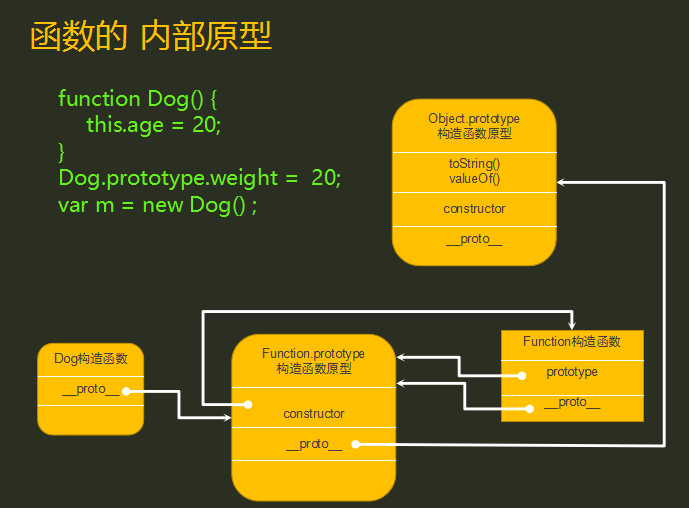 函数的 内部原型
function Dog() {
this.age = 20;
}
Dog.prototype.weight = 20;
var m = new Dog() ;
Object.prototype
构造函数原型
toString()
valueOf()
constructor
__proto__
Dog构造函数
__proto__
Function.prototype
构造函数原型
constructor
__proto__
Function构造函数
prototype
__proto__